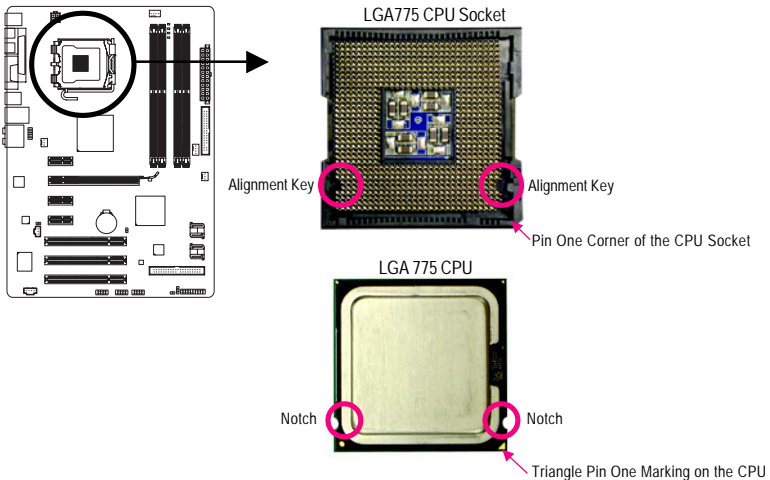 LGA775 CPU Socket
Alignment Key
Alignment Key
Pin One Corner of the CPU Socket
LGA 775 CPU
Notch
Notch
Triangle Pin One Marking on the CPU